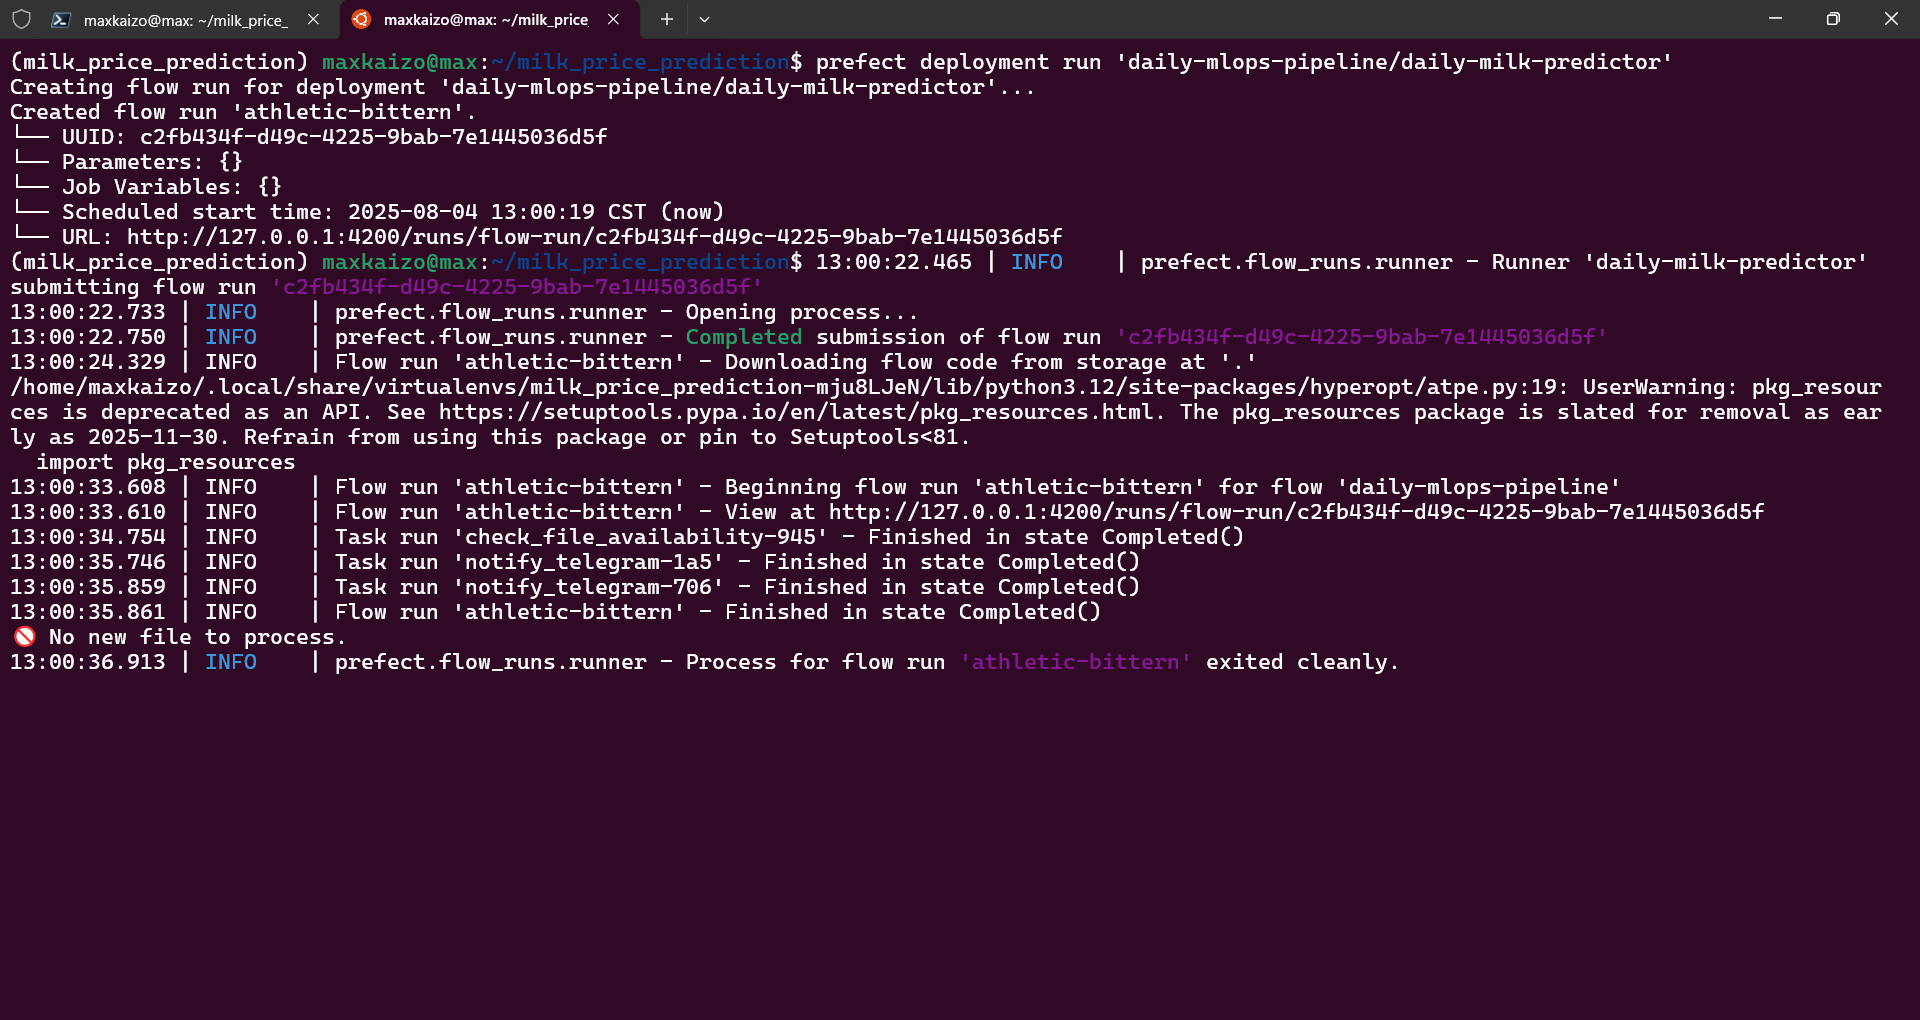 maxkaizo@max: ~/milk_price_
maxkaizo@max: ~/milk_price
(milk_price_prediction) maxkaizo@max:~/milk_price_prediction$ prefect deployment run 'daily-mlops-pipeline/daily-milk-predictor'
Creating flow run for deployment 'daily-mlops-pipeline/daily-milk-predictor'...
Created flow run 'athletic-bittern'.
└── UUID: c2fb434f-d49c-4225-9bab-7e1445036d5f
└── Parameters: {}
└── Job Variables: {}
└── Scheduled start time: 2025-08-04 13:00:19 CST (now)
└── URL: http://127.0.0.1:4200/runs/flow-run/c2fb434f-d49c-4225-9bab-7e1445036d5f
(milk_price_prediction) maxkaizo@max:~/milk_price_prediction$ 13:00:22.465 | INFO    | prefect.flow_runs.runner - Runner 'daily-milk-predictor'
submitting flow run 'c2fb434f-d49c-4225-9bab-7e1445036d5f'
13:00:22.733 | INFO    | prefect.flow_runs.runner - Opening process...
13:00:22.750 | INFO    | prefect.flow_runs.runner - Completed submission of flow run 'c2fb434f-d49c-4225-9bab-7e1445036d5f'
13:00:24.329 | INFO    | Flow run 'athletic-bittern' - Downloading flow code from storage at '.'
/home/maxkaizo/.local/share/virtualenvs/milk_price_prediction-mju8LJeN/lib/python3.12/site-packages/hyperopt/atpe.py:19: UserWarning: pkg_resour
ces is deprecated as an API. See https://setuptools.pypa.io/en/latest/pkg_resources.html. The pkg_resources package is slated for removal as ear
ly as 2025-11-30. Refrain from using this package or pin to Setuptools<81.
  import pkg_resources
13:00:33.608 | INFO    | Flow run 'athletic-bittern' - Beginning flow run 'athletic-bittern' for flow 'daily-mlops-pipeline'
13:00:33.610 | INFO    | Flow run 'athletic-bittern' - View at http://127.0.0.1:4200/runs/flow-run/c2fb434f-d49c-4225-9bab-7e1445036d5f
13:00:34.754 | INFO    | Task run 'check_file_availability-945' - Finished in state Completed()
13:00:35.746 | INFO    | Task run 'notify_telegram-1a5' - Finished in state Completed()
13:00:35.859 | INFO    | Task run 'notify_telegram-706' - Finished in state Completed()
13:00:35.861 | INFO    | Flow run 'athletic-bittern' - Finished in state Completed()
🚫 No new file to process.
13:00:36.913 | INFO    | prefect.flow_runs.runner - Process for flow run 'athletic-bittern' exited cleanly.